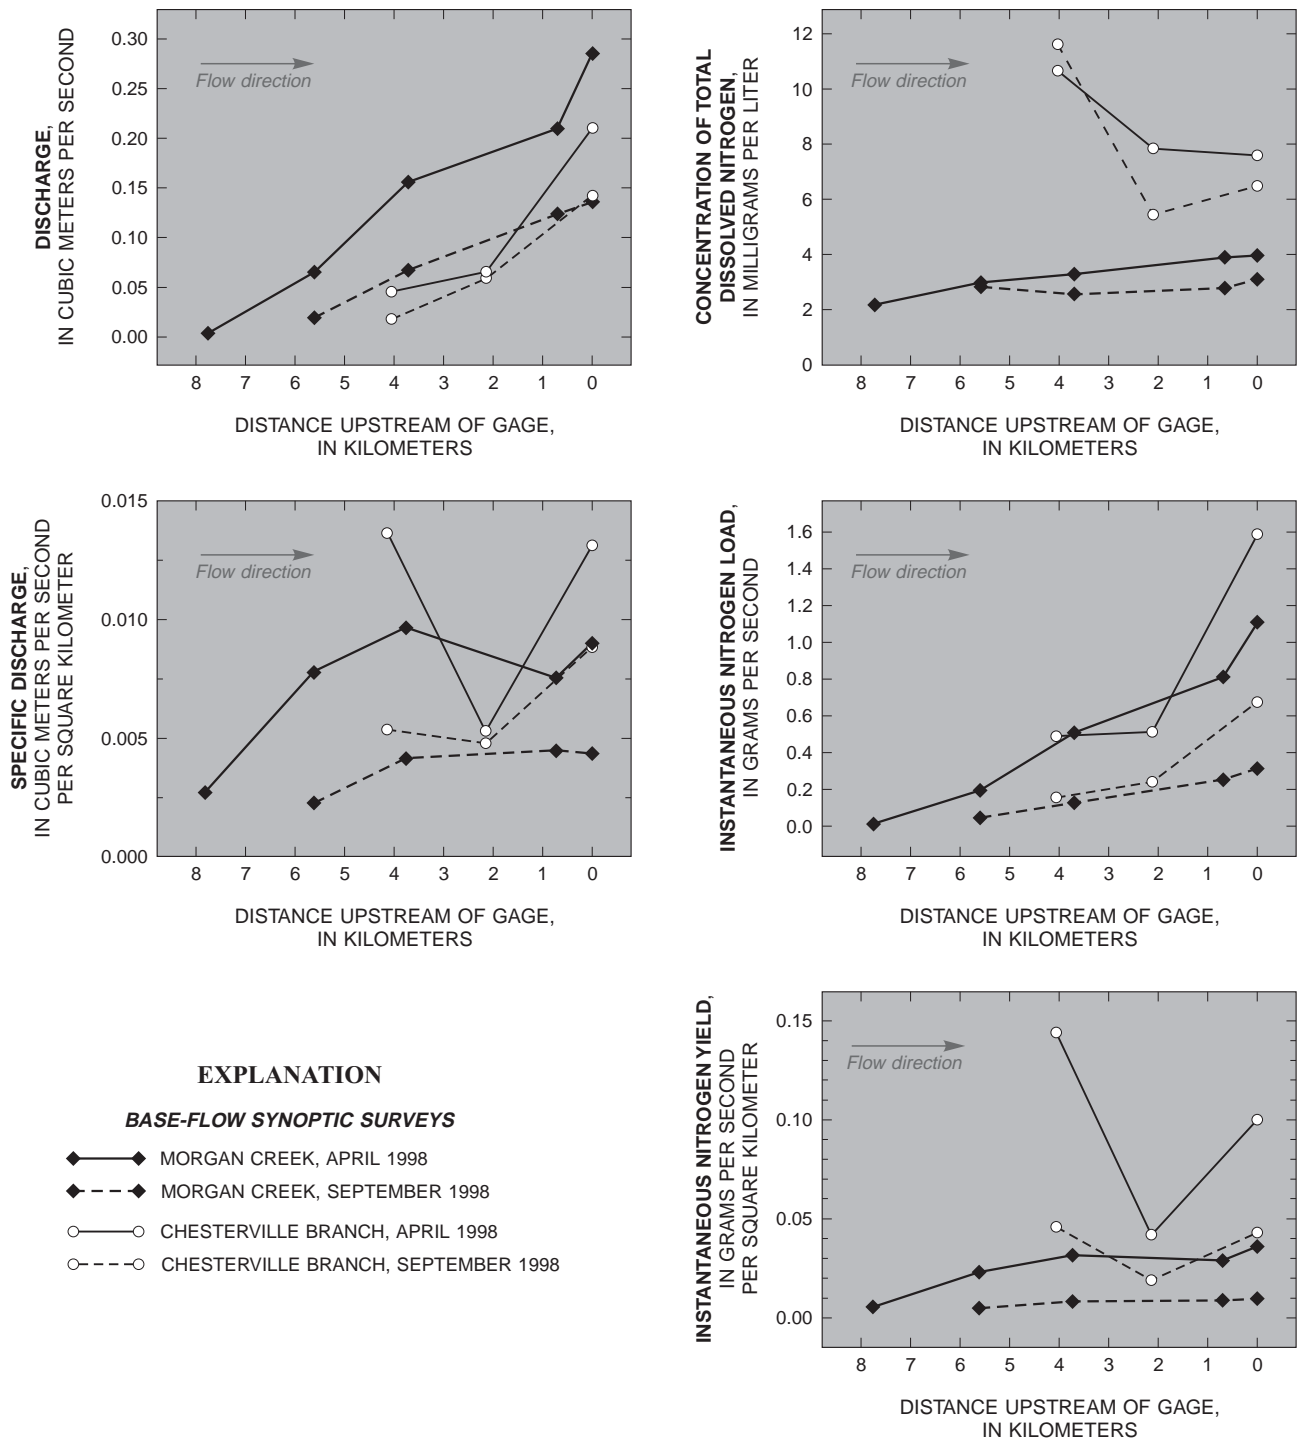 DISCHARGE,
IN CUBIC METERS PER SECOND
0.30
0.25
0.20
0.15
0.10
0.05
0.00
Flow direction
8 7 6 5 4 3 2 1 0
DISTANCE UPSTREAM OF GAGE,
IN KILOMETERS
CONCENTRATION OF TOTAL
DISSOLVED NITROGEN,
IN MILLIGRAMS PER LITER
12
10
8
6
4
2
0
Flow direction
8 7 6 5 4 3 2 1 0
DISTANCE UPSTREAM OF GAGE,
IN KILOMETERS
SPECIFIC DISCHARGE,
IN CUBIC METERS PER SECOND
PER SQUARE KILOMETER
0.015
0.010
0.005
0.000
Flow direction
8 7 6 5 4 3 2 1 0
DISTANCE UPSTREAM OF GAGE,
IN KILOMETERS
INSTANTANEOUS NITROGEN LOAD,
IN GRAMS PER SECOND
1.6
1.4
1.2
1.0
0.8
0.6
0.4
0.2
0.0
Flow direction
8 7 6 5 4 3 2 1 0
DISTANCE UPSTREAM OF GAGE,
IN KILOMETERS
EXPLANATION
BASE-FLOW SYNOPTIC SURVEYS
MORGAN CREEK, APRIL 1998
MORGAN CREEK, SEPTEMBER 1998
CHESTERVILLE BRANCH, APRIL 1998
CHESTERVILLE BRANCH, SEPTEMBER 1998
INSTANTANEOUS NITROGEN YIELD,
IN GRAMS PER SECOND
PER SQUARE KILOMETER
0.15
0.10
0.05
0.00
Flow direction
8 7 6 5 4 3 2 1 0
DISTANCE UPSTREAM OF GAGE,
IN KILOMETERS